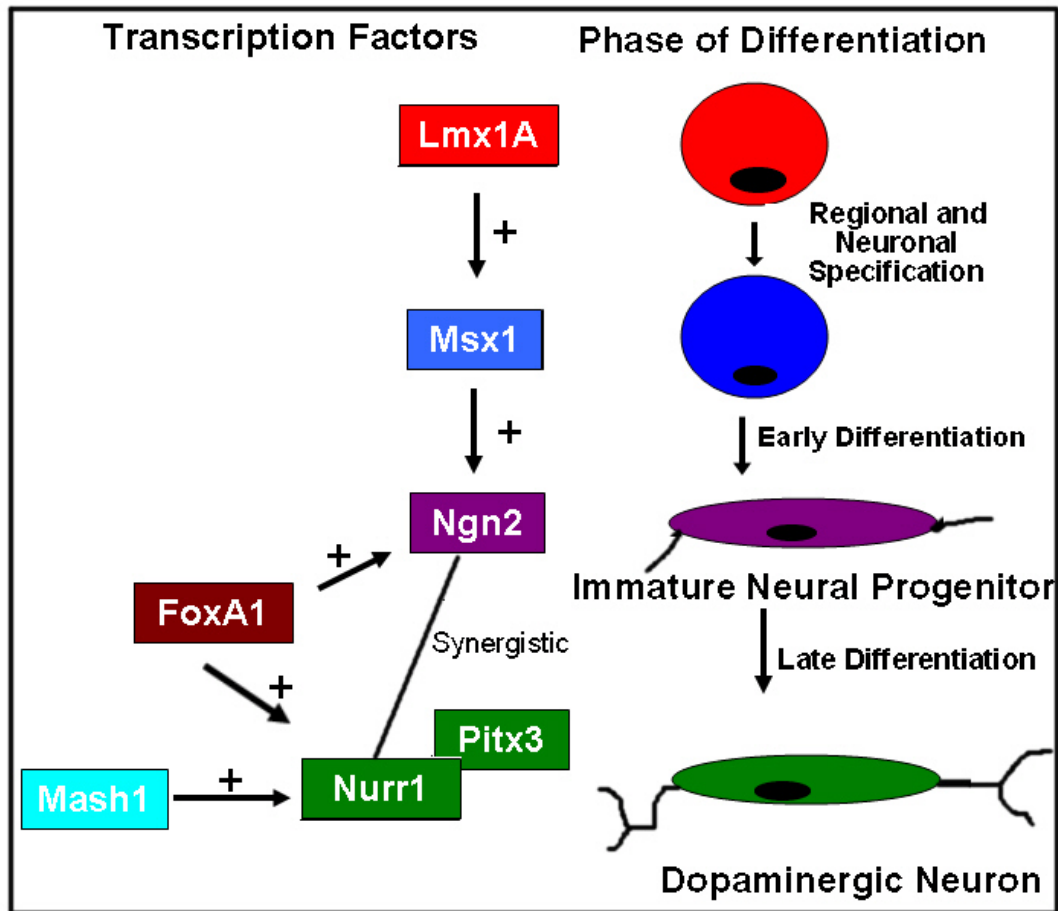 Transcription Factors
Phase of Differentiation
Lmx1A
+
Regional and
Neuronal
Specification
Msx1
+
Early Differentiation
Ngn2
+
Immature Neural Progenitor
FoxA1
Synergistic
Late Differentiation
+
Pitx3
Nurr1
+
Mash1
Dopaminergic Neuron